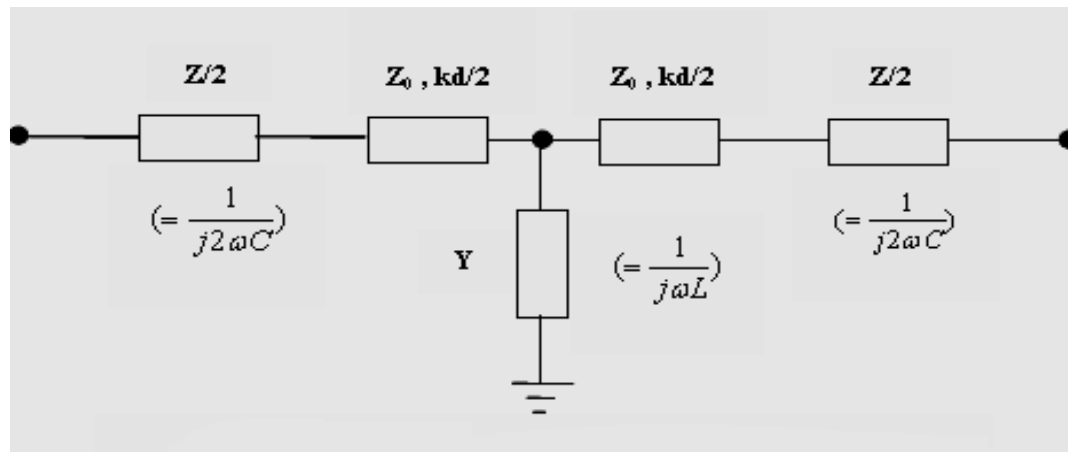 Z/2
Z₀ , kd/2
Z₀ , kd/2
Z/2
(= 1/(j2ωC))
Y
(= 1/(jωL))
(= 1/(j2ωC))